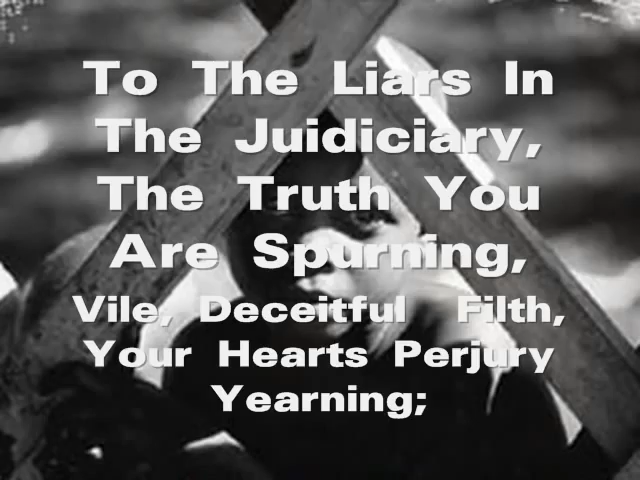 To The Liars In
The Juidiciary,
The Truth You
Are Spurning,
Vile, Deceitful Filth,
Your Hearts Perjury
Yearning;